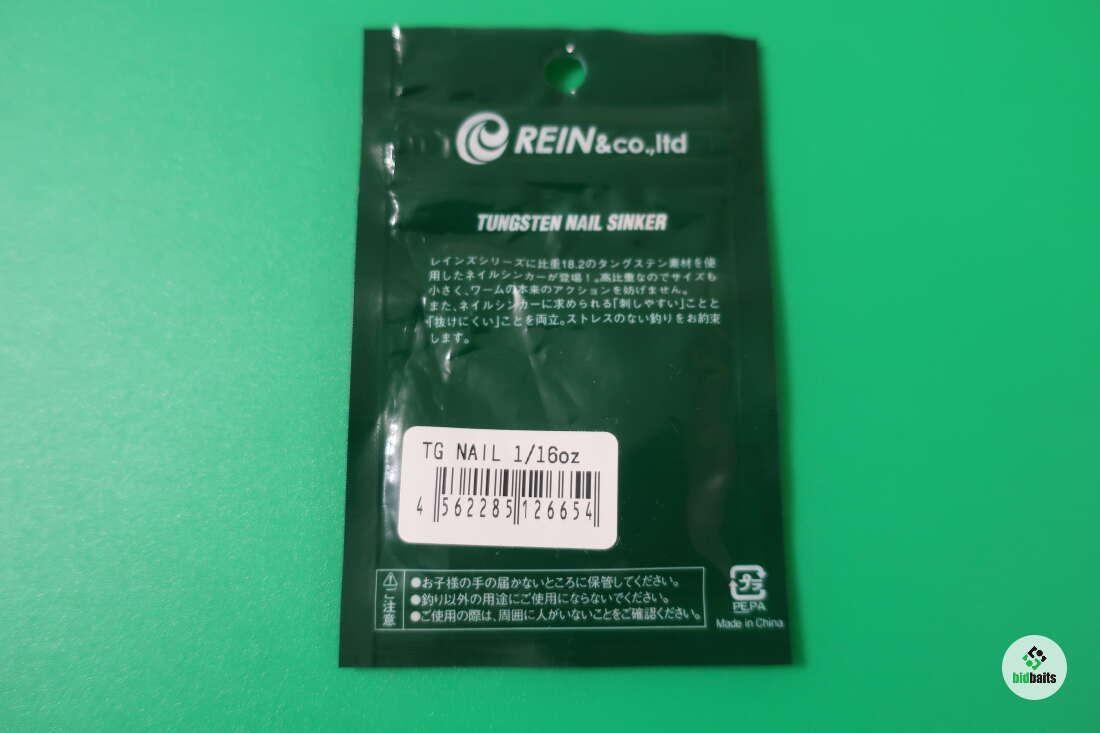 REIN&co.,ltd
TUNGSTEN NAIL SINKER
レインズシリーズに比重18.2のタングステン素材を使
用したネイルシンカーが登場！。高比重なのでサイズも
小さく、ワームの本来のアクションを妨げません。
また、ネイルシンカーに求められる「刺しやすい」ことと
「抜けにくい」ことを両立。ストレスのない釣りをお約束
します。
TG NAIL 1/16oz
4 562285 126654
ご注意
●お子様の手の届かないところに保管してください。
●釣り以外の用途にご使用にならないでください。
●ご使用の際は、周囲に人がいないことをご確認ください。
プラ
PE,PA
Made in China
bidbaits